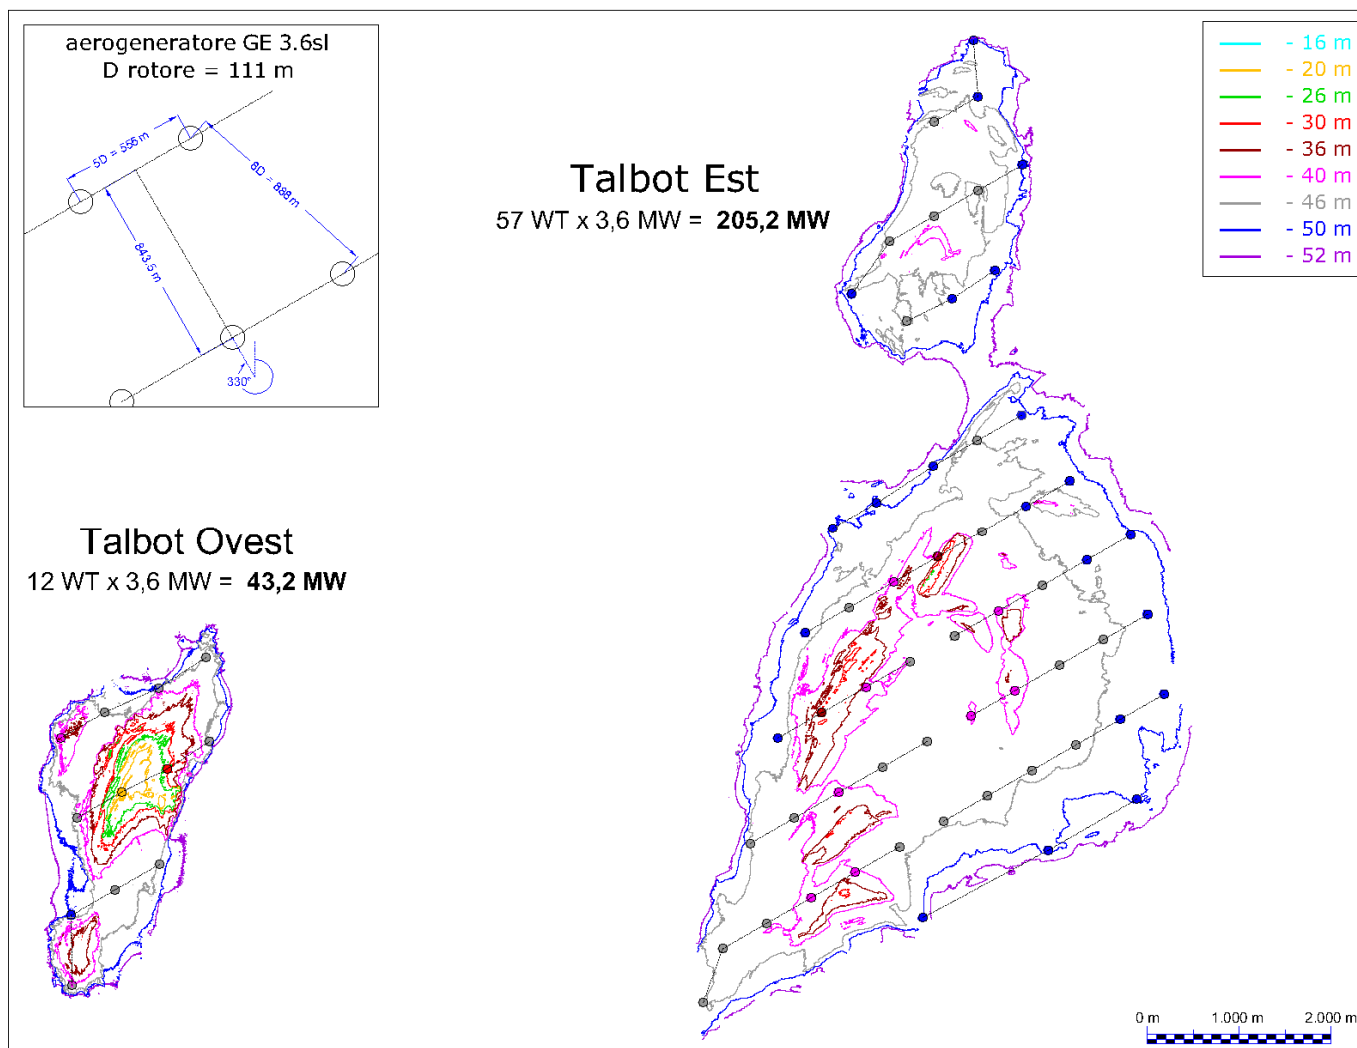 aerogeneratore GE 3.6sl
D rotore = 111 m
5D = 555 m
8D = 888 m
843.5 m
330°
Talbot Est
57 WT x 3,6 MW = 205,2 MW
- 16 m
- 20 m
- 26 m
- 30 m
- 36 m
- 40 m
- 46 m
- 50 m
- 52 m
Talbot Ovest
12 WT x 3,6 MW = 43,2 MW
0 m
1.000 m
2.000 m